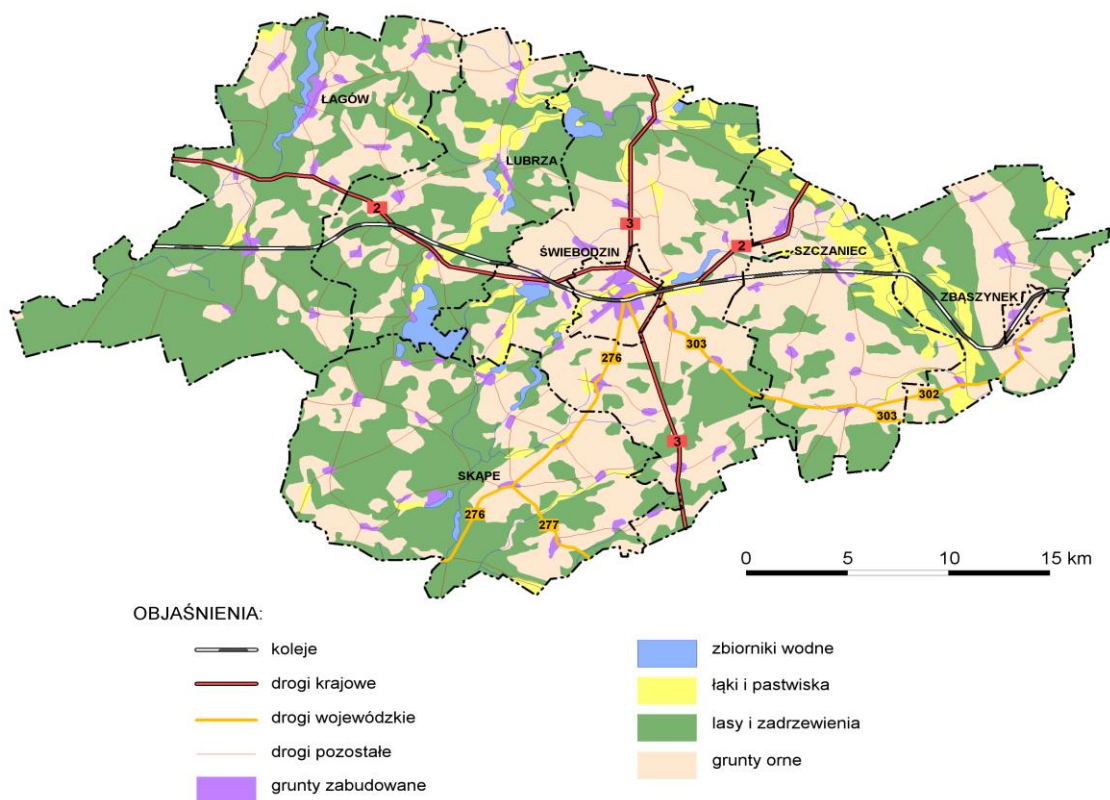 ŁAGÓW
LUBRZA
2
3
2
ŚWIEBODZIN
SZCZANIEC
ZBĄSZYNEK
303
276
302
303
3
SKĄPE
276
277
0 5 10 15 km
OBJAŚNIENIA:
koleje
drogi krajowe
drogi wojewódzkie
drogi pozostałe
grunty zabudowane
zbiorniki wodne
łąki i pastwiska
lasy i zadrzewienia
grunty orne